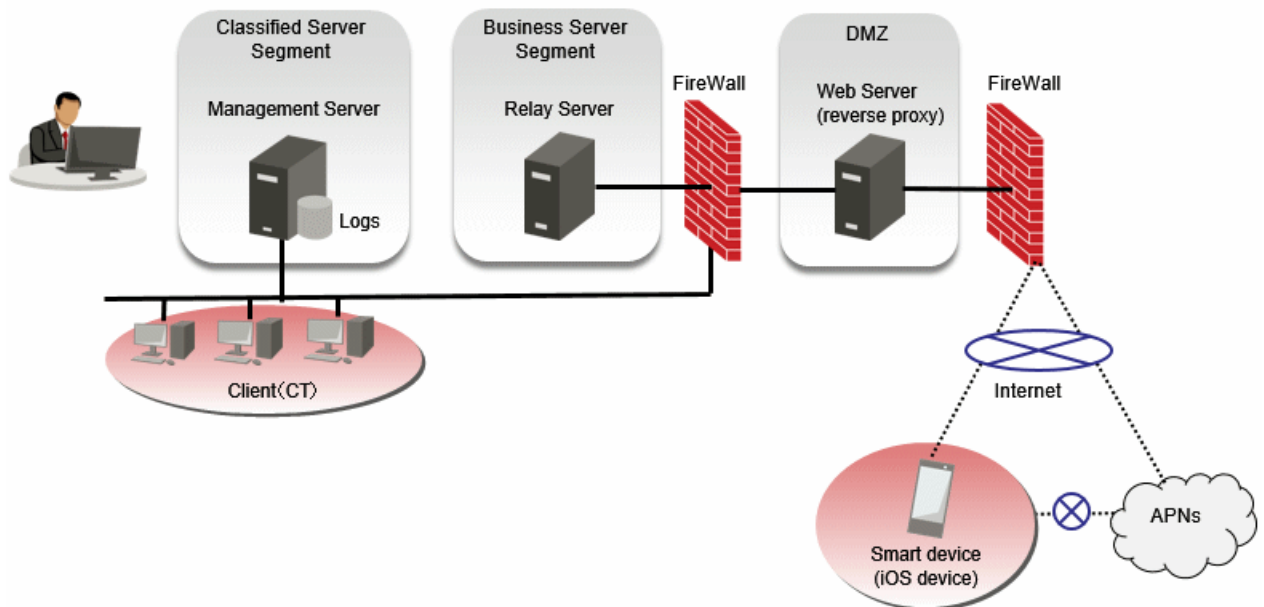 Classified Server
Segment
Management Server
Logs
Business Server
Segment
Relay Server
FireWall
DMZ
Web Server
(reverse proxy)
FireWall
Client(CT)
Internet
APNs
Smart device
(iOS device)